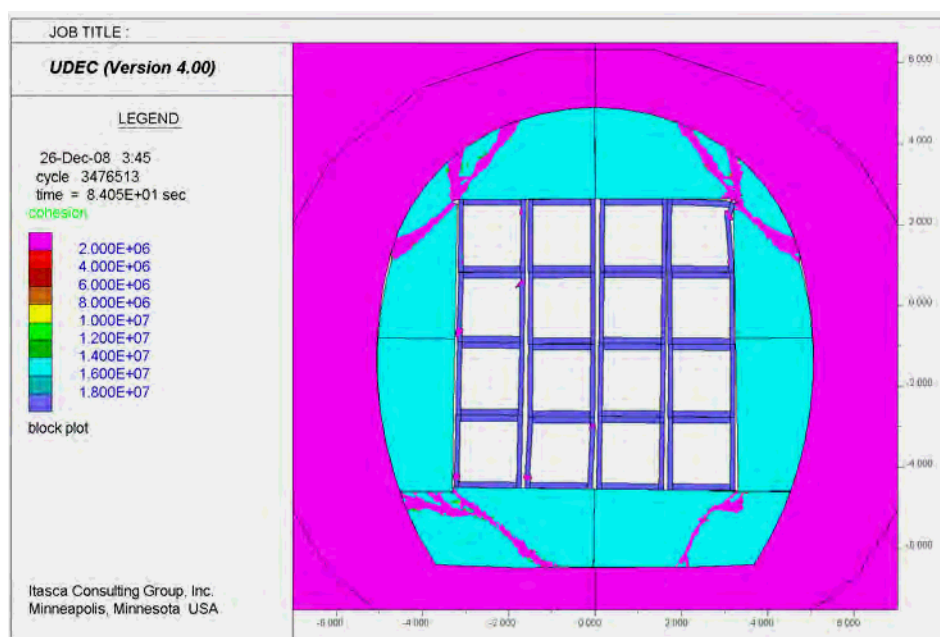 JOB TITLE :
UDEC (Version 4.00)
LEGEND
26-Dec-08 3:45
cycle 3476513
time = 8.405E+01 sec
cohesion
2.000E+06
4.000E+06
6.000E+06
8.000E+06
1.000E+07
1.200E+07
1.400E+07
1.600E+07
1.800E+07
block plot
Itasca Consulting Group, Inc.
Minneapolis, Minnesota USA
6.000
4.000
2.000
0.000
-2.000
-4.000
-6.000
-6.000 -4.000 -2.000 0.000 2.000 4.000 6.000